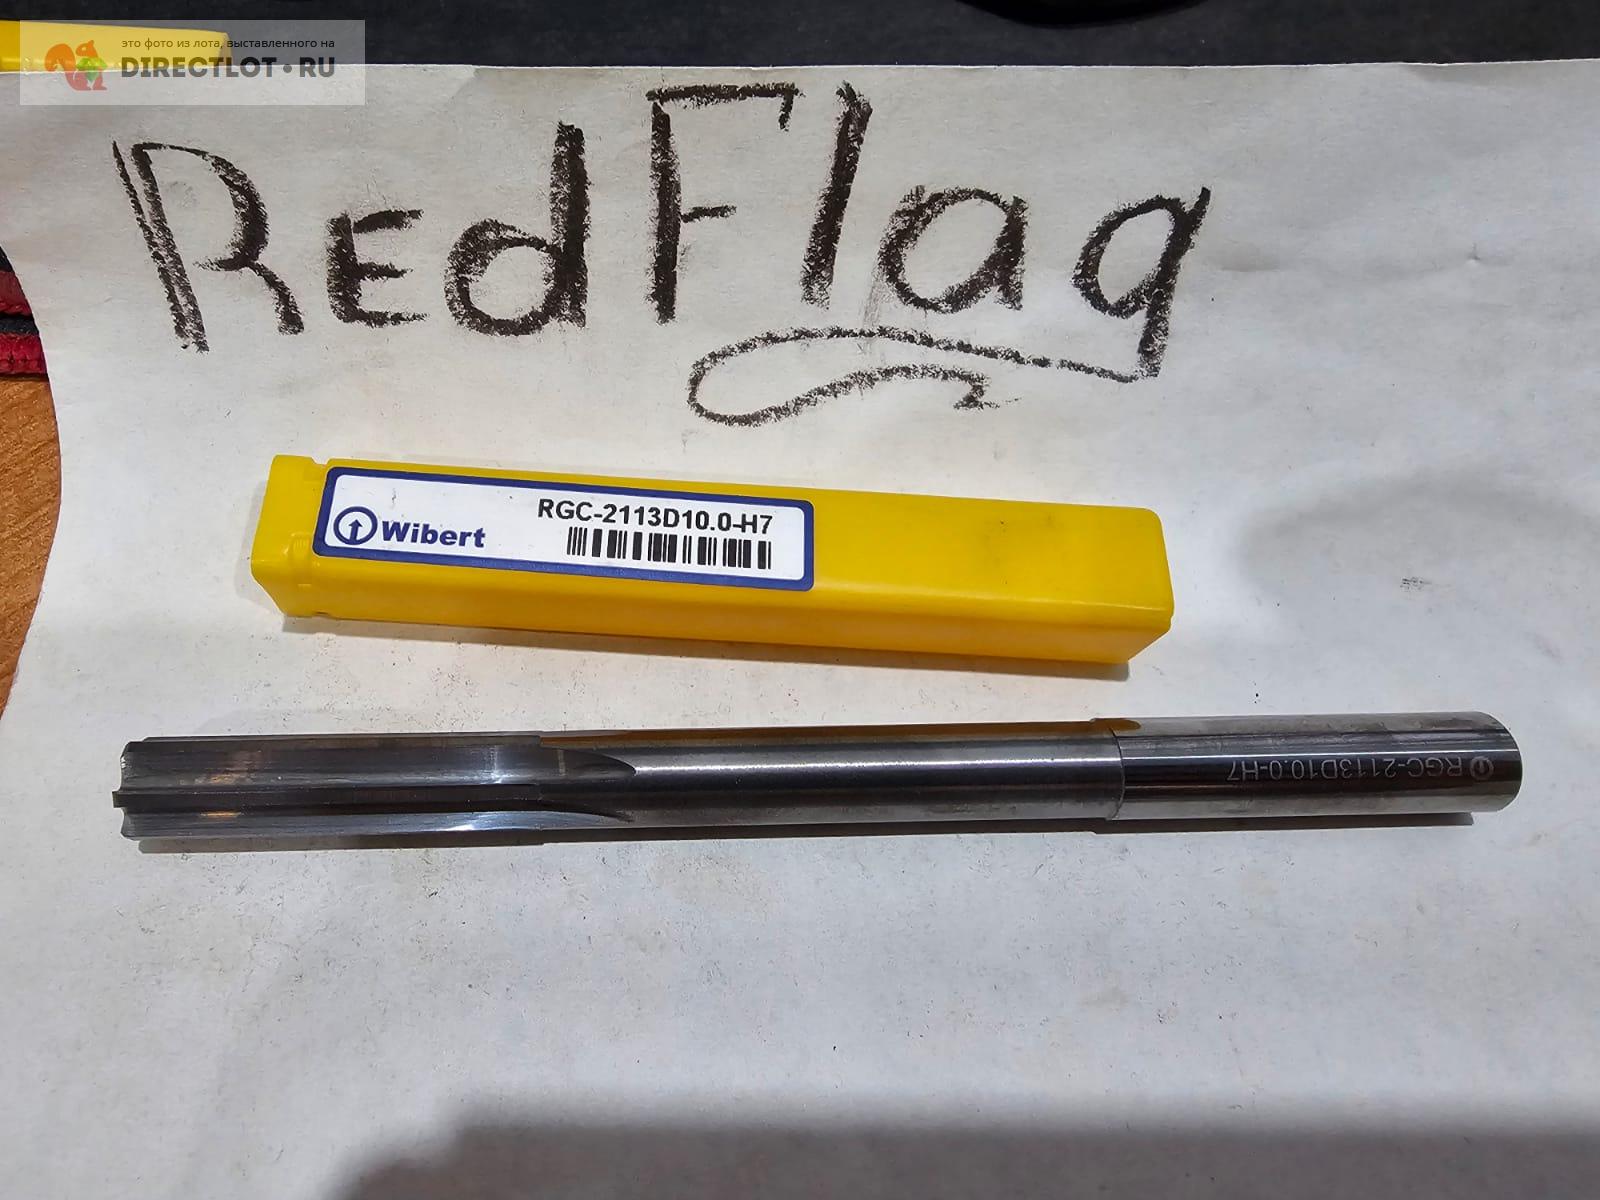 это фото из лота, выставленного на
DIRECTLOT•RU
RedFlag
Wibert
RGC-2113D10.0-H7
RGC-2113D10.0-H7